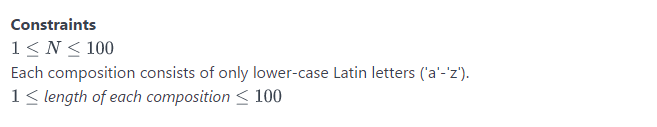 Constraints
1 ≤ N ≤ 100
Each composition consists of only lower-case Latin letters ('a'-'z').
1 ≤ length of each composition ≤ 100